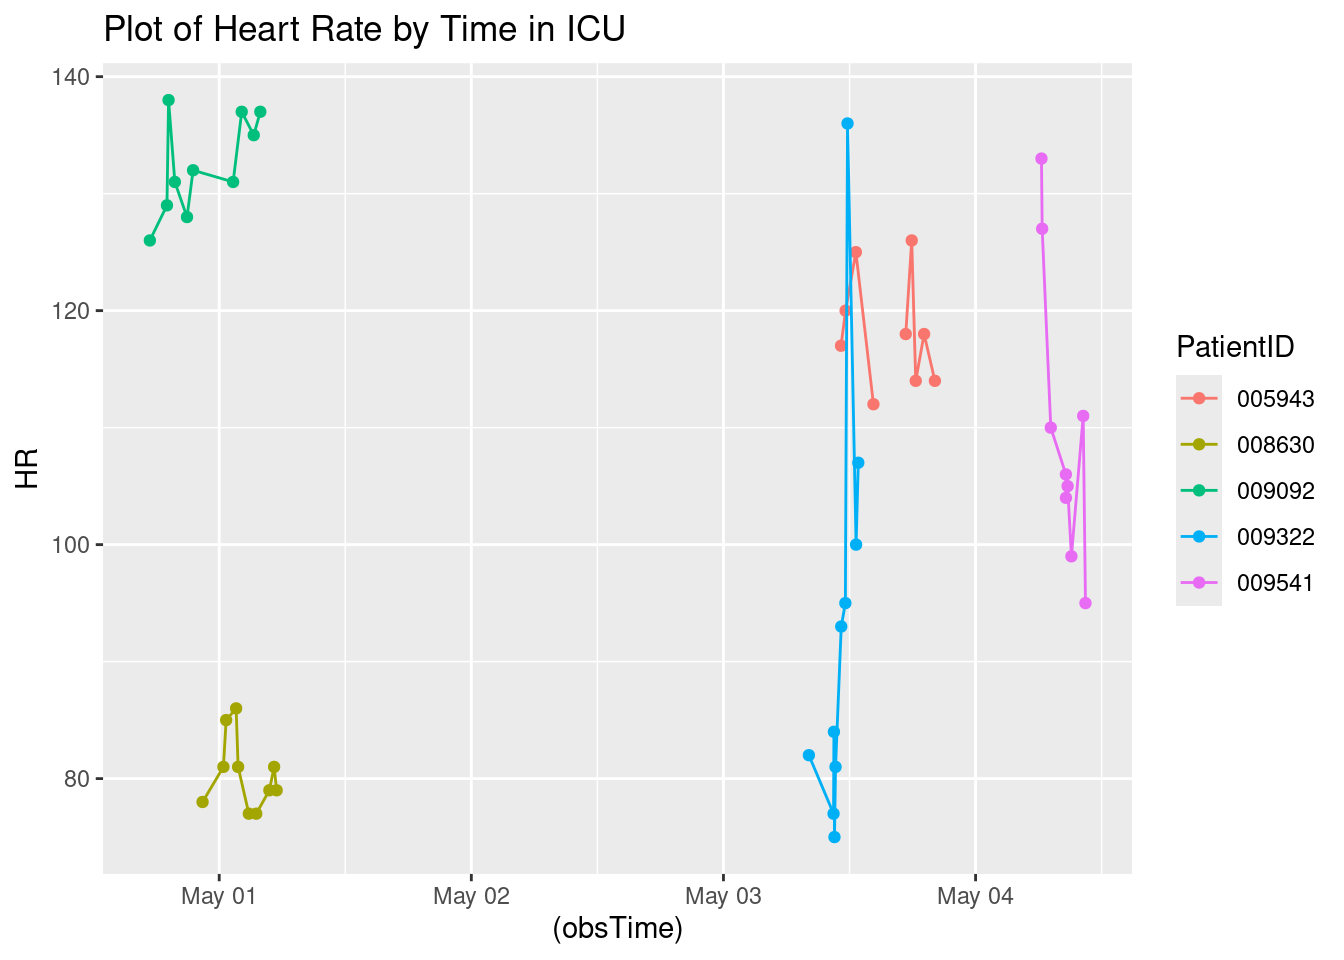 Plot of Heart Rate by Time in ICU
140
120
100
80
HR
May 01
May 02
May 03
May 04
(obsTime)
PatientID
005943
008630
009092
009322
009541